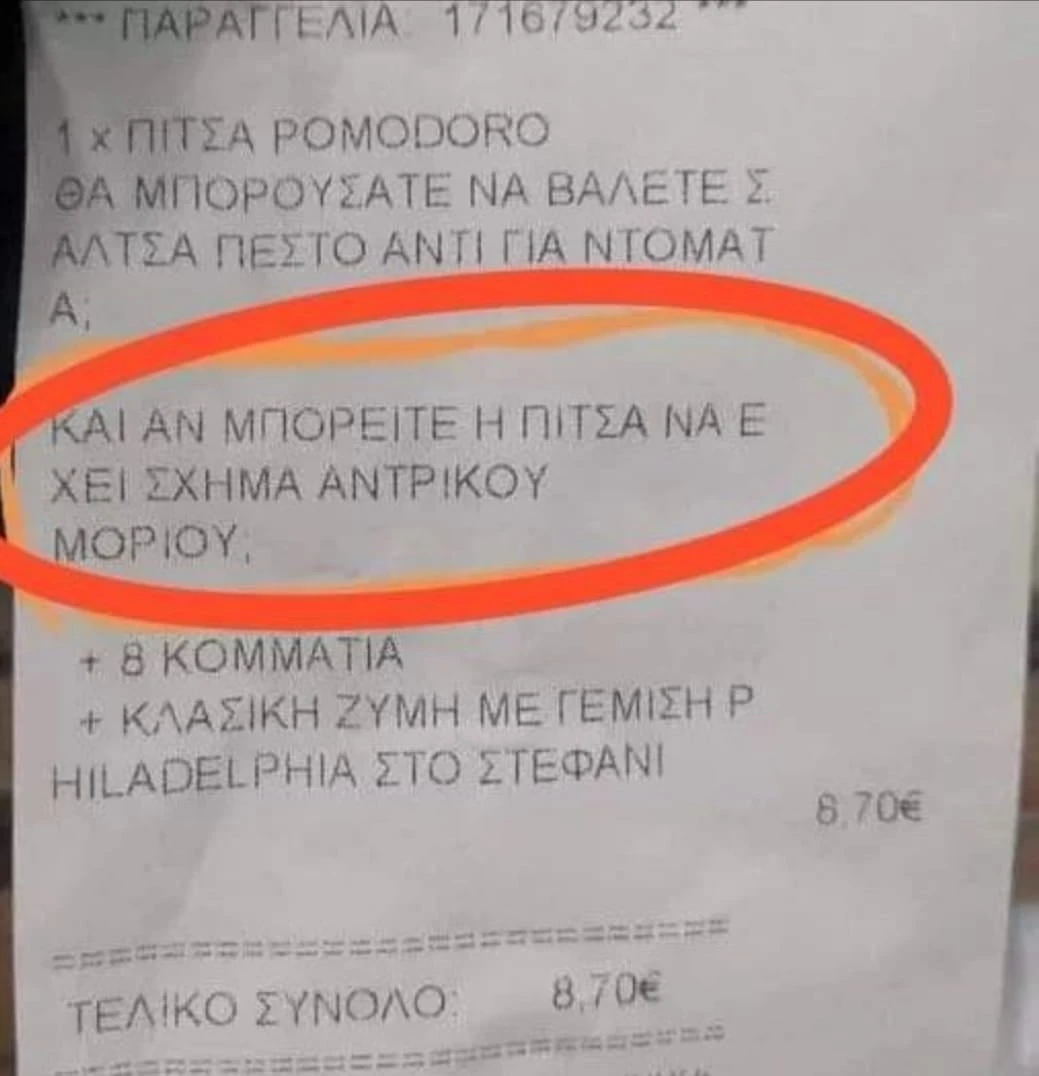 *** ΠΑΡΑΓΓΕΛΙΑ: 171679232 ***
1 x ΠΙΤΣΑ POMODORO
ΘΑ ΜΠΟΡΟΥΣΑΤΕ ΝΑ ΒΑΛΕΤΕ Σ
ΑΛΤΣΑ ΠΕΣΤΟ ΑΝΤΙ ΓΙΑ ΝΤΟΜΑΤ
Α;
ΚΑΙ ΑΝ ΜΠΟΡΕΙΤΕ Η ΠΙΤΣΑ ΝΑ Ε
ΧΕΙ ΣΧΗΜΑ ΑΝΤΡΙΚΟΥ
ΜΟΡΙΟΥ;
+ 8 ΚΟΜΜΑΤΙΑ
+ ΚΛΑΣΙΚΗ ΖΥΜΗ ΜΕ ΓΕΜΙΣΗ P
HILADELPHIA ΣΤΟ ΣΤΕΦΑΝΙ
8,70€
ΤΕΛΙΚΟ ΣΥΝΟΛΟ: 8,70€